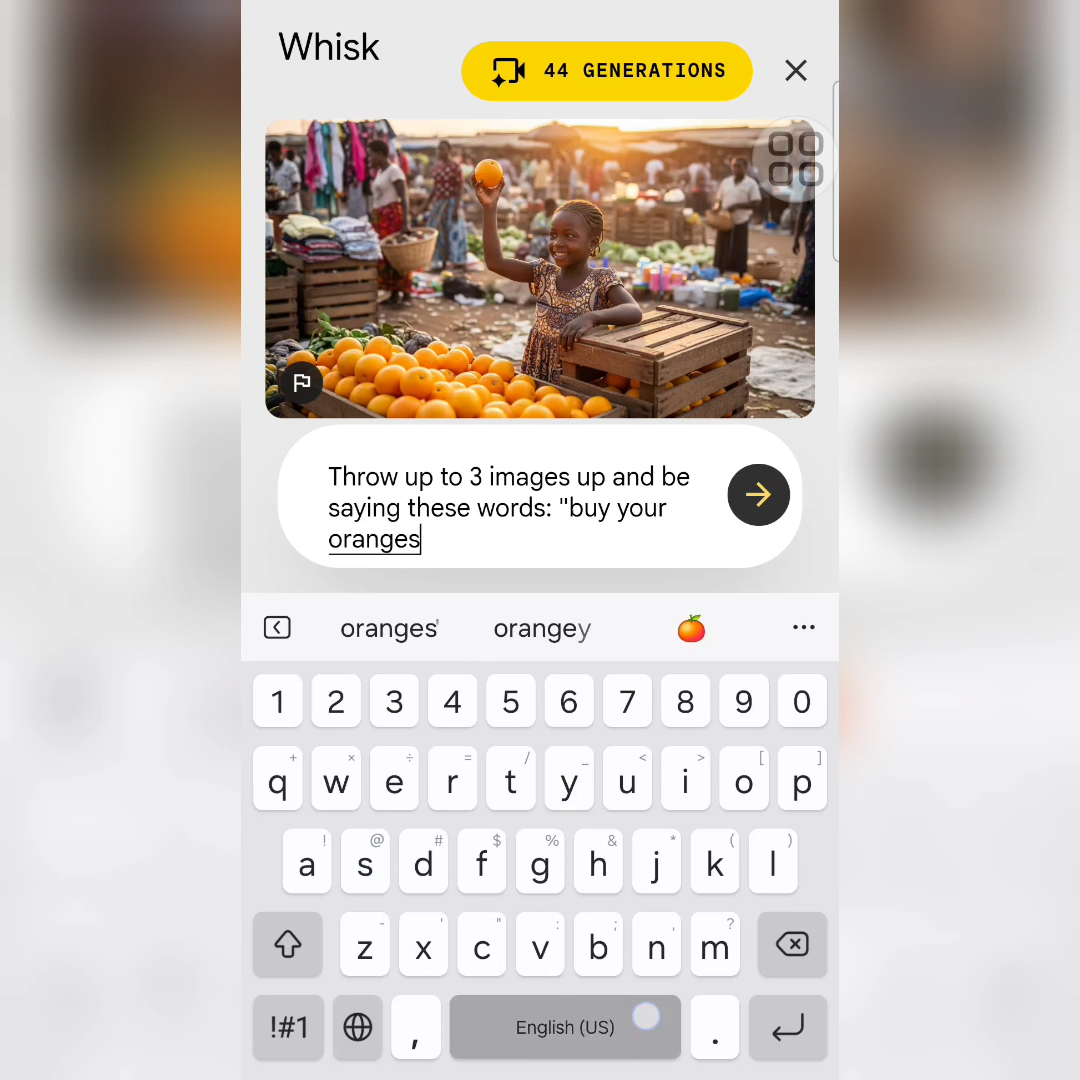 Whisk
44 GENERATIONS
Throw up to 3 images up and be
saying these words: "buy your
oranges
oranges' orangey
1 2 3 4 5 6 7 8 9 0
+ × ÷ = / _ < > [ ]
q w e r t y u i o p
! @ # $ % & * ( )
a s d f g h j k l
- ' " : ; , ?
z x c v b n m
!#1 , English (US) .